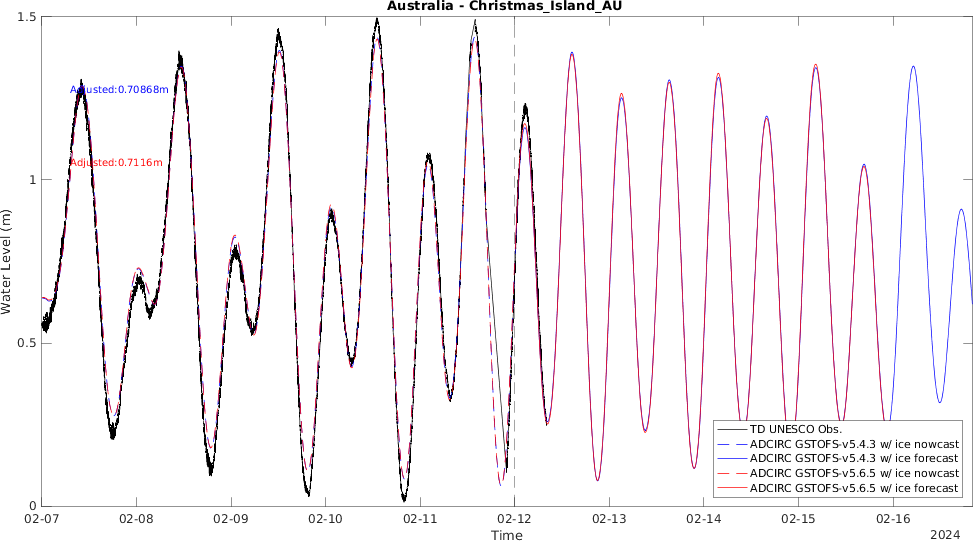 Australia - Christmas_Island_AU
1.5
Adjusted:0.70868m
Adjusted:0.7116m
1
Water Level (m)
0.5
TD UNESCO Obs.
ADCIRC GSTOFS-v5.4.3 w/ ice nowcast
ADCIRC GSTOFS-v5.4.3 w/ ice forecast
ADCIRC GSTOFS-v5.6.5 w/ ice nowcast
ADCIRC GSTOFS-v5.6.5 w/ ice forecast
0
02-07 02-08 02-09 02-10 02-11 02-12 02-13 02-14 02-15 02-16
Time
2024